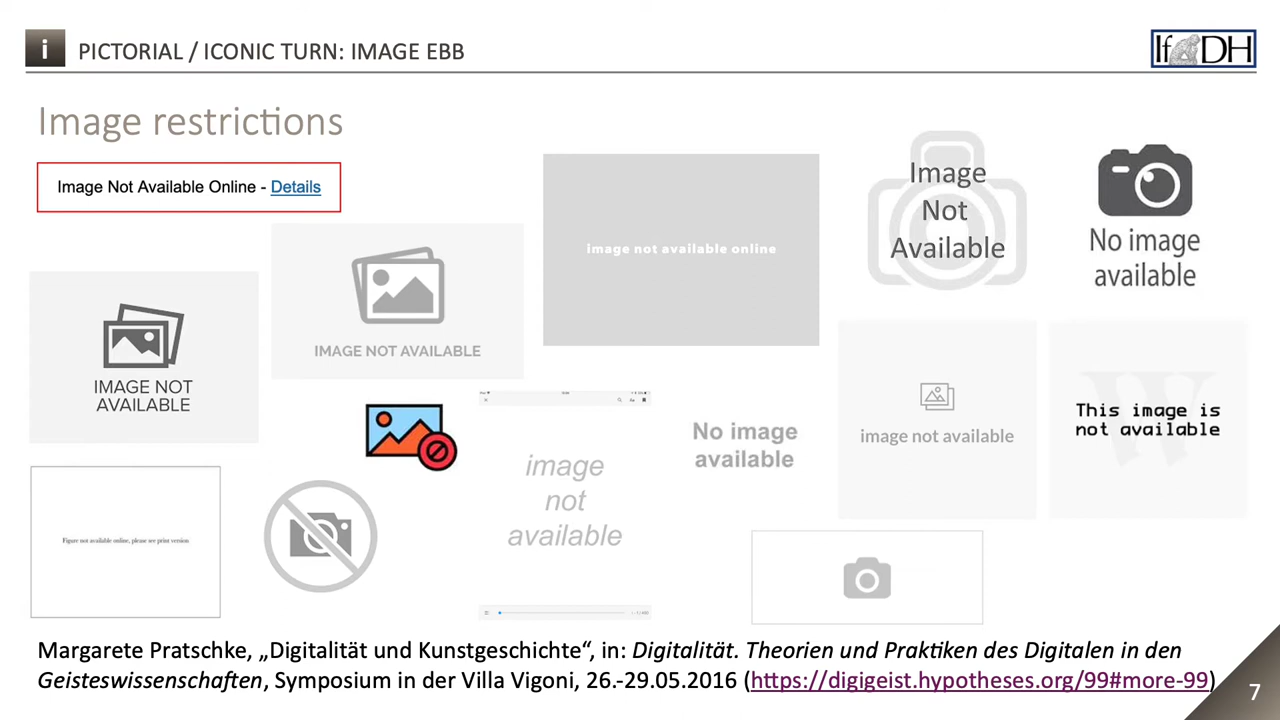 i PICTORIAL / ICONIC TURN: IMAGE EBB
IfDH
Image restrictions
Image Not Available Online - Details
image not available online
Image
Not
Available
No image
available
IMAGE NOT AVAILABLE
IMAGE NOT
AVAILABLE
image
not
available
No image
available
image not available
W
This image is
not available
Figure not available online, please see print version
Margarete Pratschke, „Digitalität und Kunstgeschichte“, in: Digitalität. Theorien und Praktiken des Digitalen in den
Geisteswissenschaften, Symposium in der Villa Vigoni, 26.-29.05.2016 (https://digigeist.hypotheses.org/99#more-99)
7